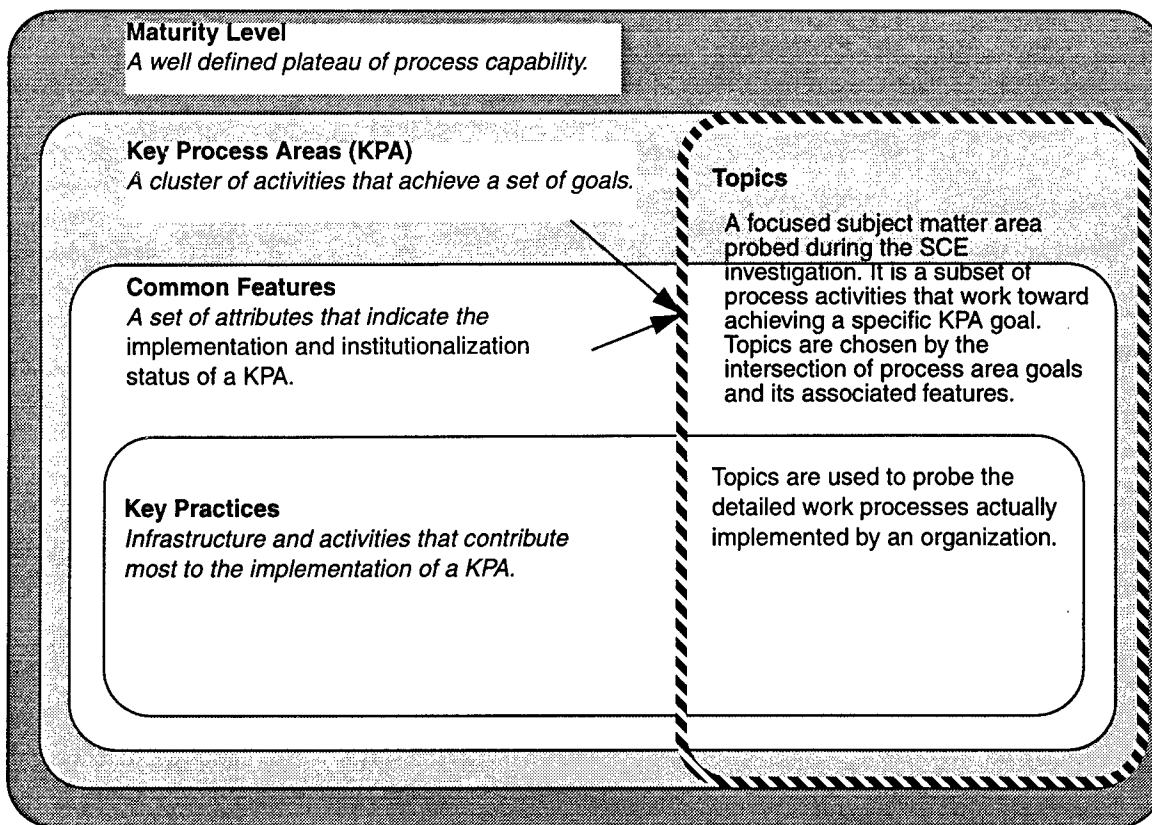 Maturity Level
A well defined plateau of process capability.
Key Process Areas (KPA)
A cluster of activities that achieve a set of goals.
Common Features
A set of attributes that indicate the
implementation and institutionalization
status of a KPA.
Key Practices
Infrastructure and activities that contribute
most to the implementation of a KPA.
Topics
A focused subject matter area
probed during the SCE
investigation. It is a subset of
process activities that work toward
achieving a specific KPA goal.
Topics are chosen by the
intersection of process area goals
and its associated features.
Topics are used to probe the
detailed work processes actually
implemented by an organization.